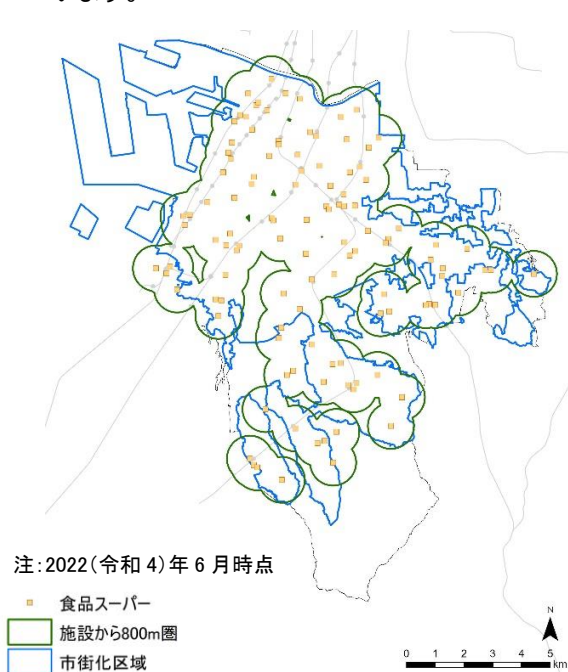 注：2022(令和 4)年 6 月時点
食品スーパー
施設から800m圏
市街化区域
N
0 1 2 3 4 5
km